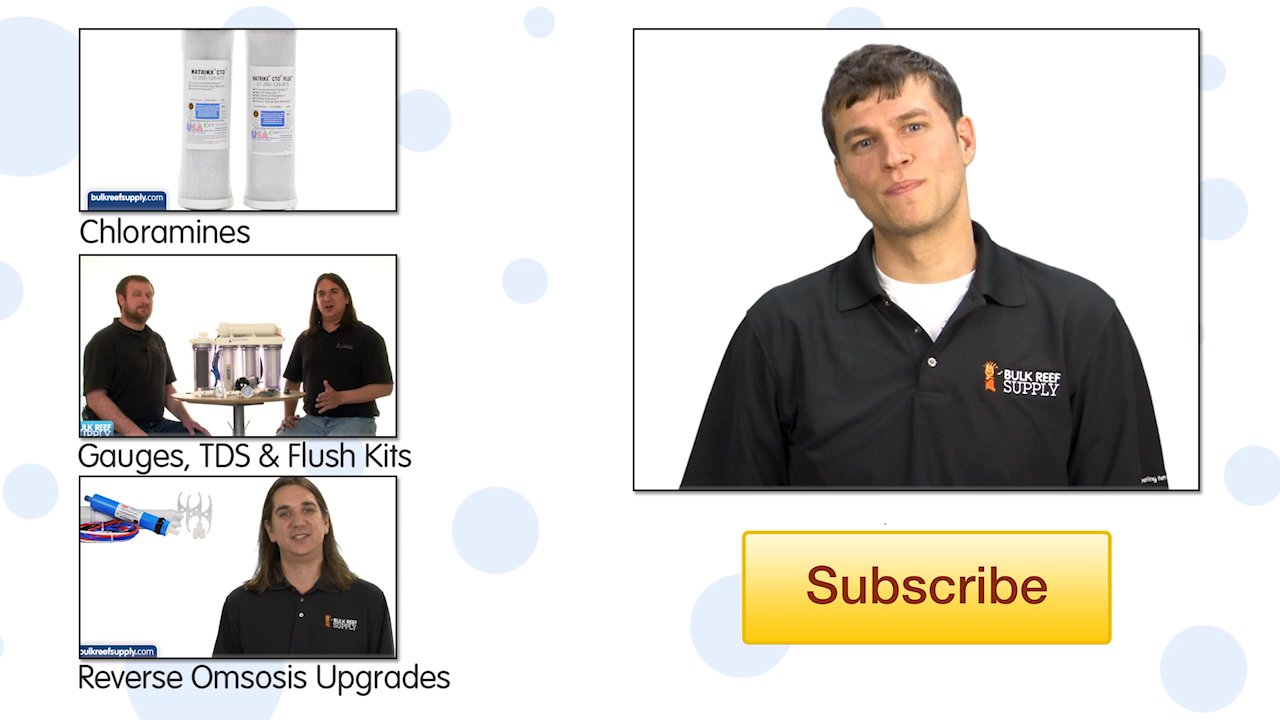 MATRIKX CTO
MATRIKX CTO PLUS
USA
USA
bulkreefsupply.com
Chloramines
BULK REEF
SUPPLY
Gauges, TDS & Flush Kits
BULK REEF
SUPPLY
bulkreefsupply.com
Reverse Omsosis Upgrades
BULK REEF
SUPPLY
Subscribe